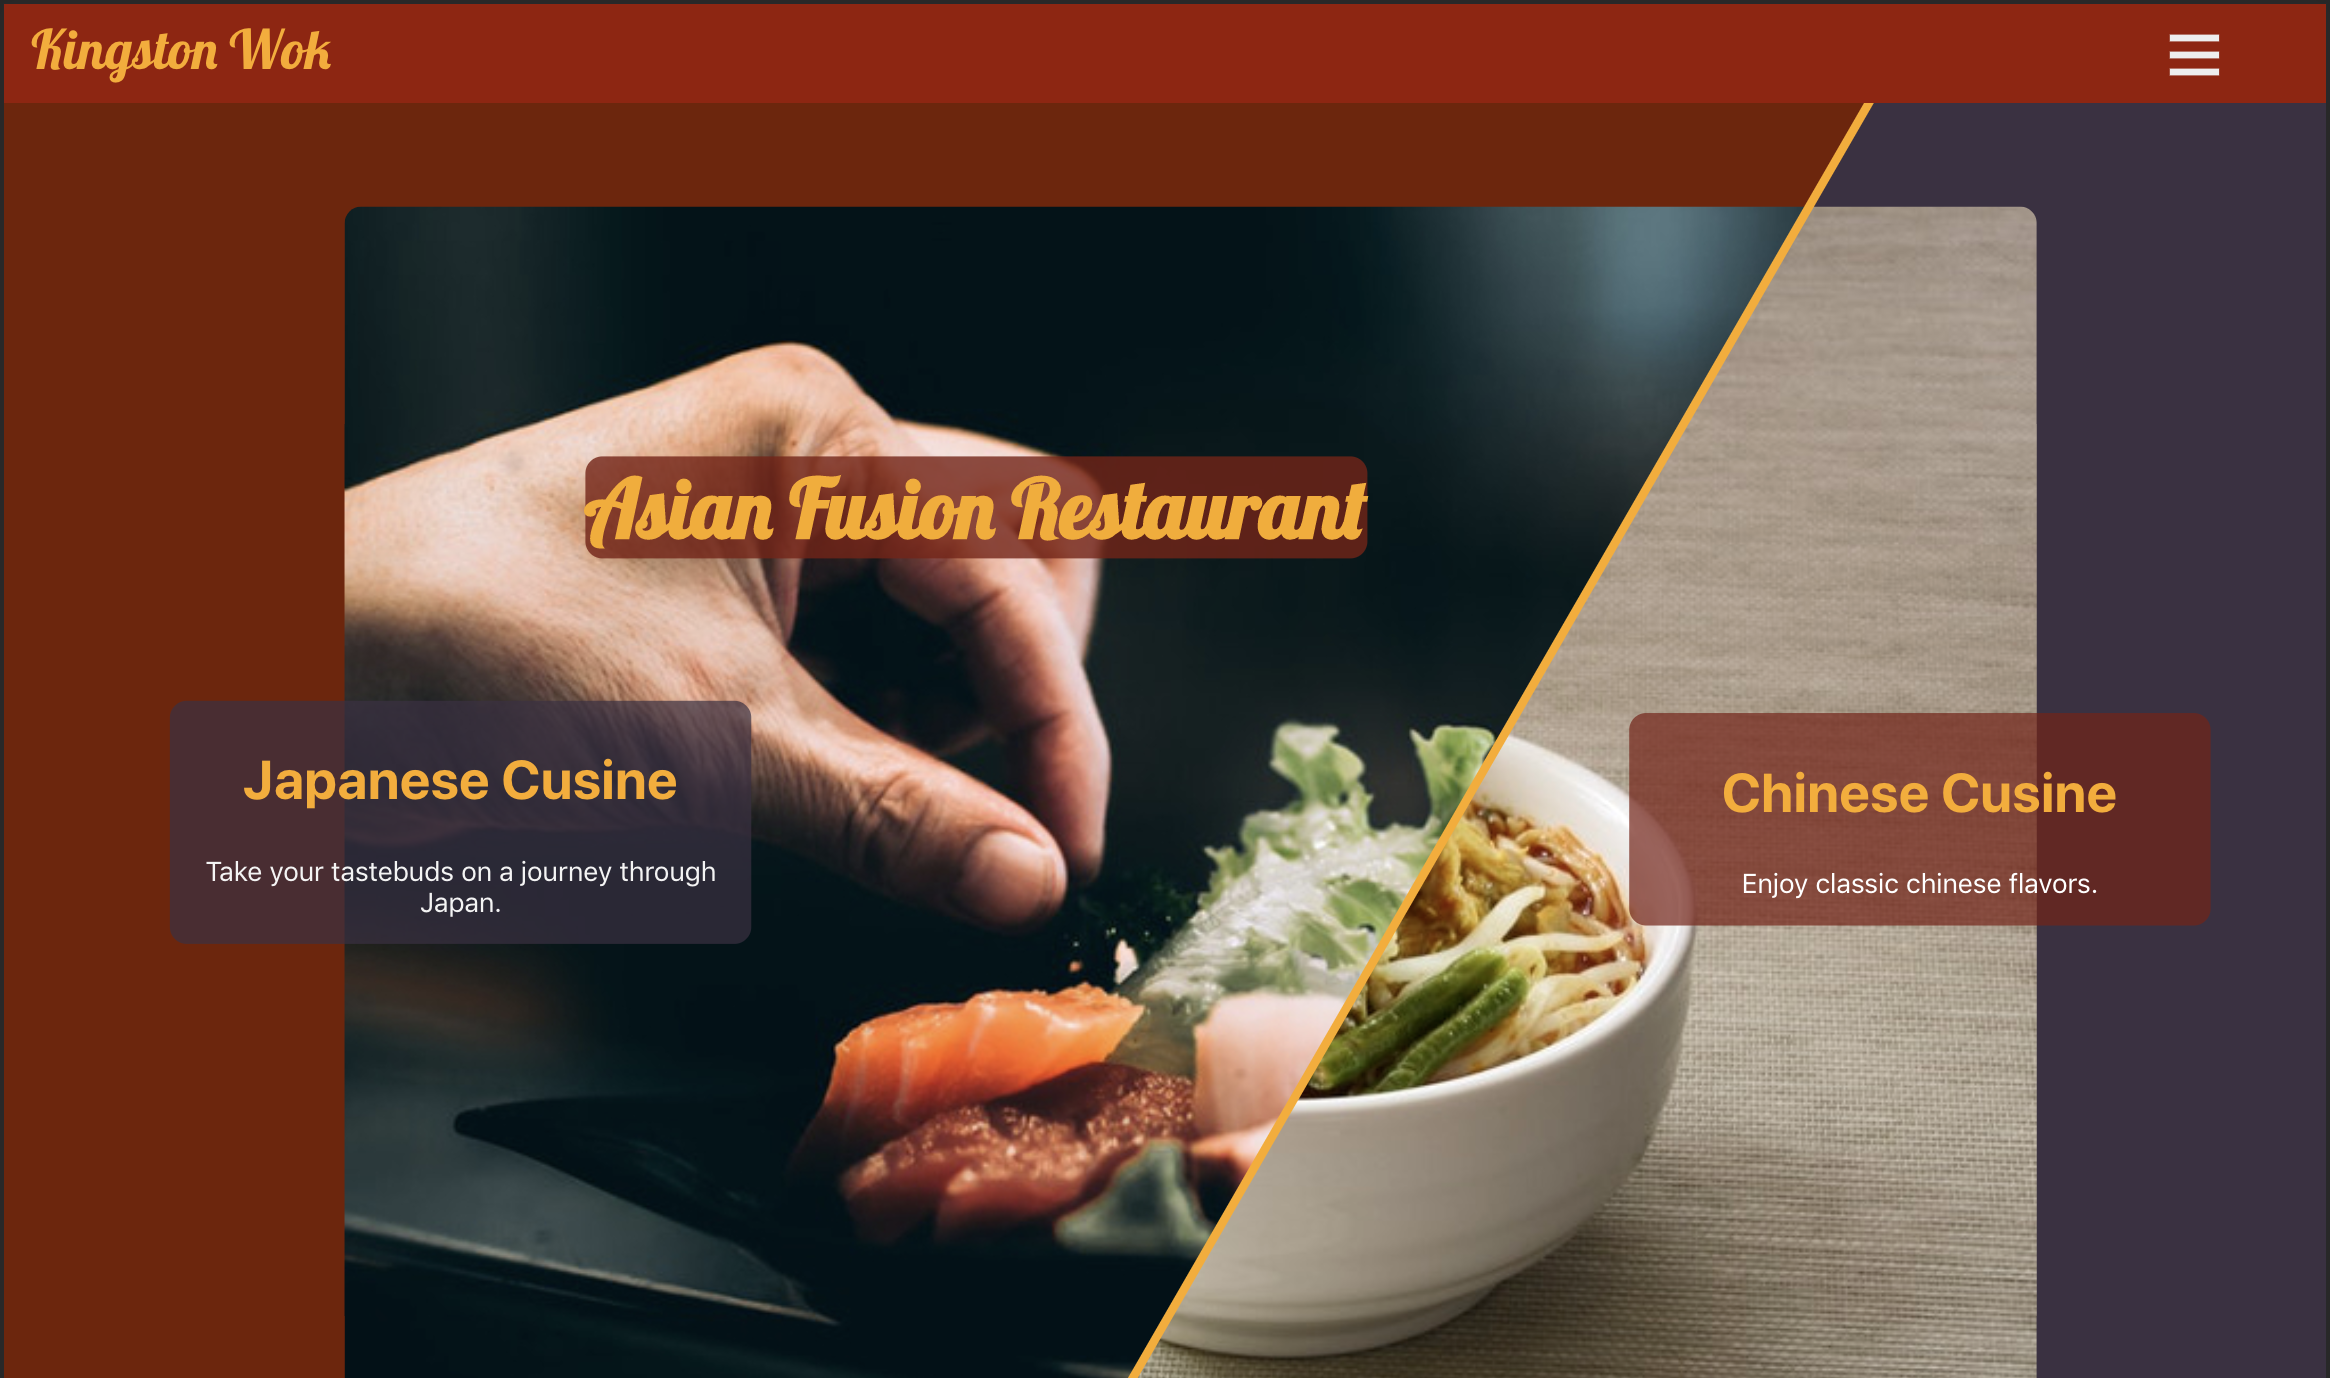 Kingston Wok
Asian Fusion Restaurant
Japanese Cusine
Take your tastebuds on a journey through
Japan.
Chinese Cusine
Enjoy classic chinese flavors.